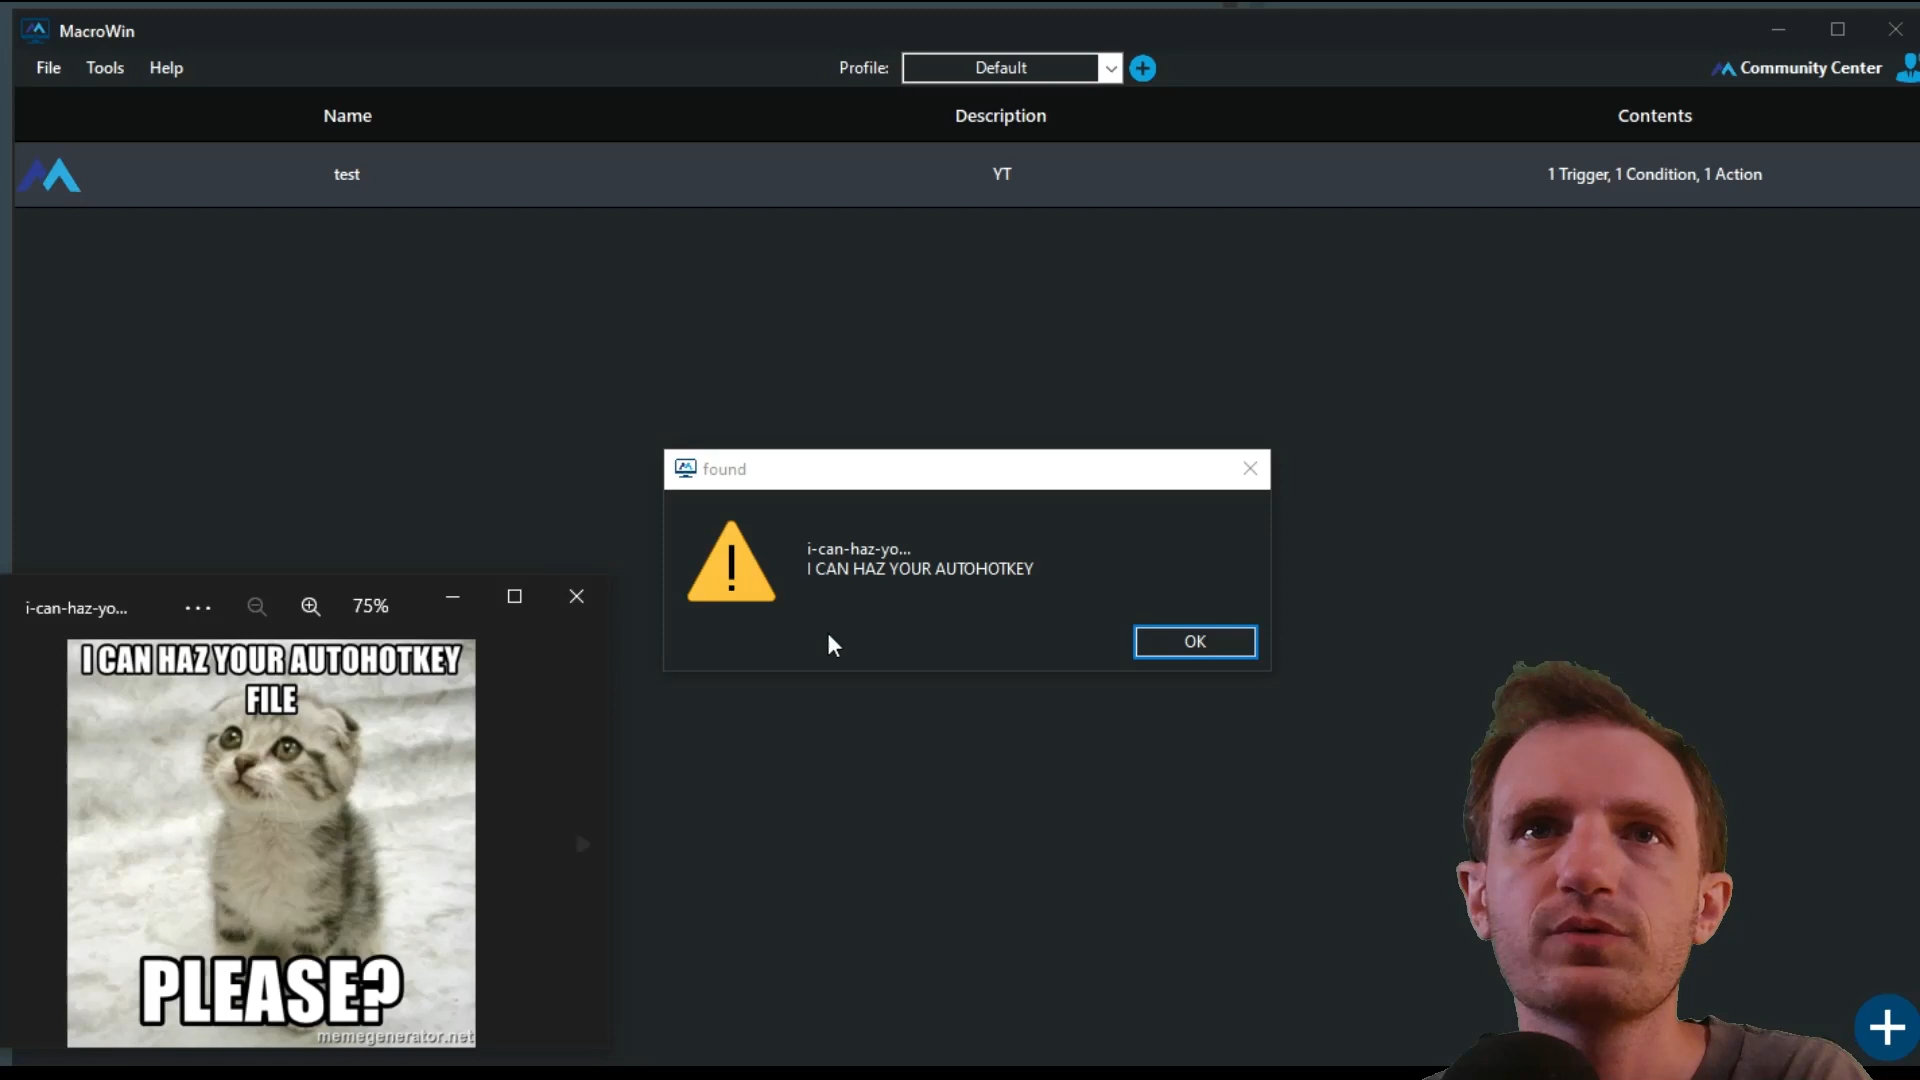 MacroWin
File Tools Help
Profile: Default
Community Center
Name Description Contents
test YT 1 Trigger, 1 Condition, 1 Action
found
i-can-haz-yo...
I CAN HAZ YOUR AUTOHOTKEY
OK
i-can-haz-yo... ... 75%
I CAN HAZ YOUR AUTOHOTKEY
FILE
PLEASE?
memegenerator.net